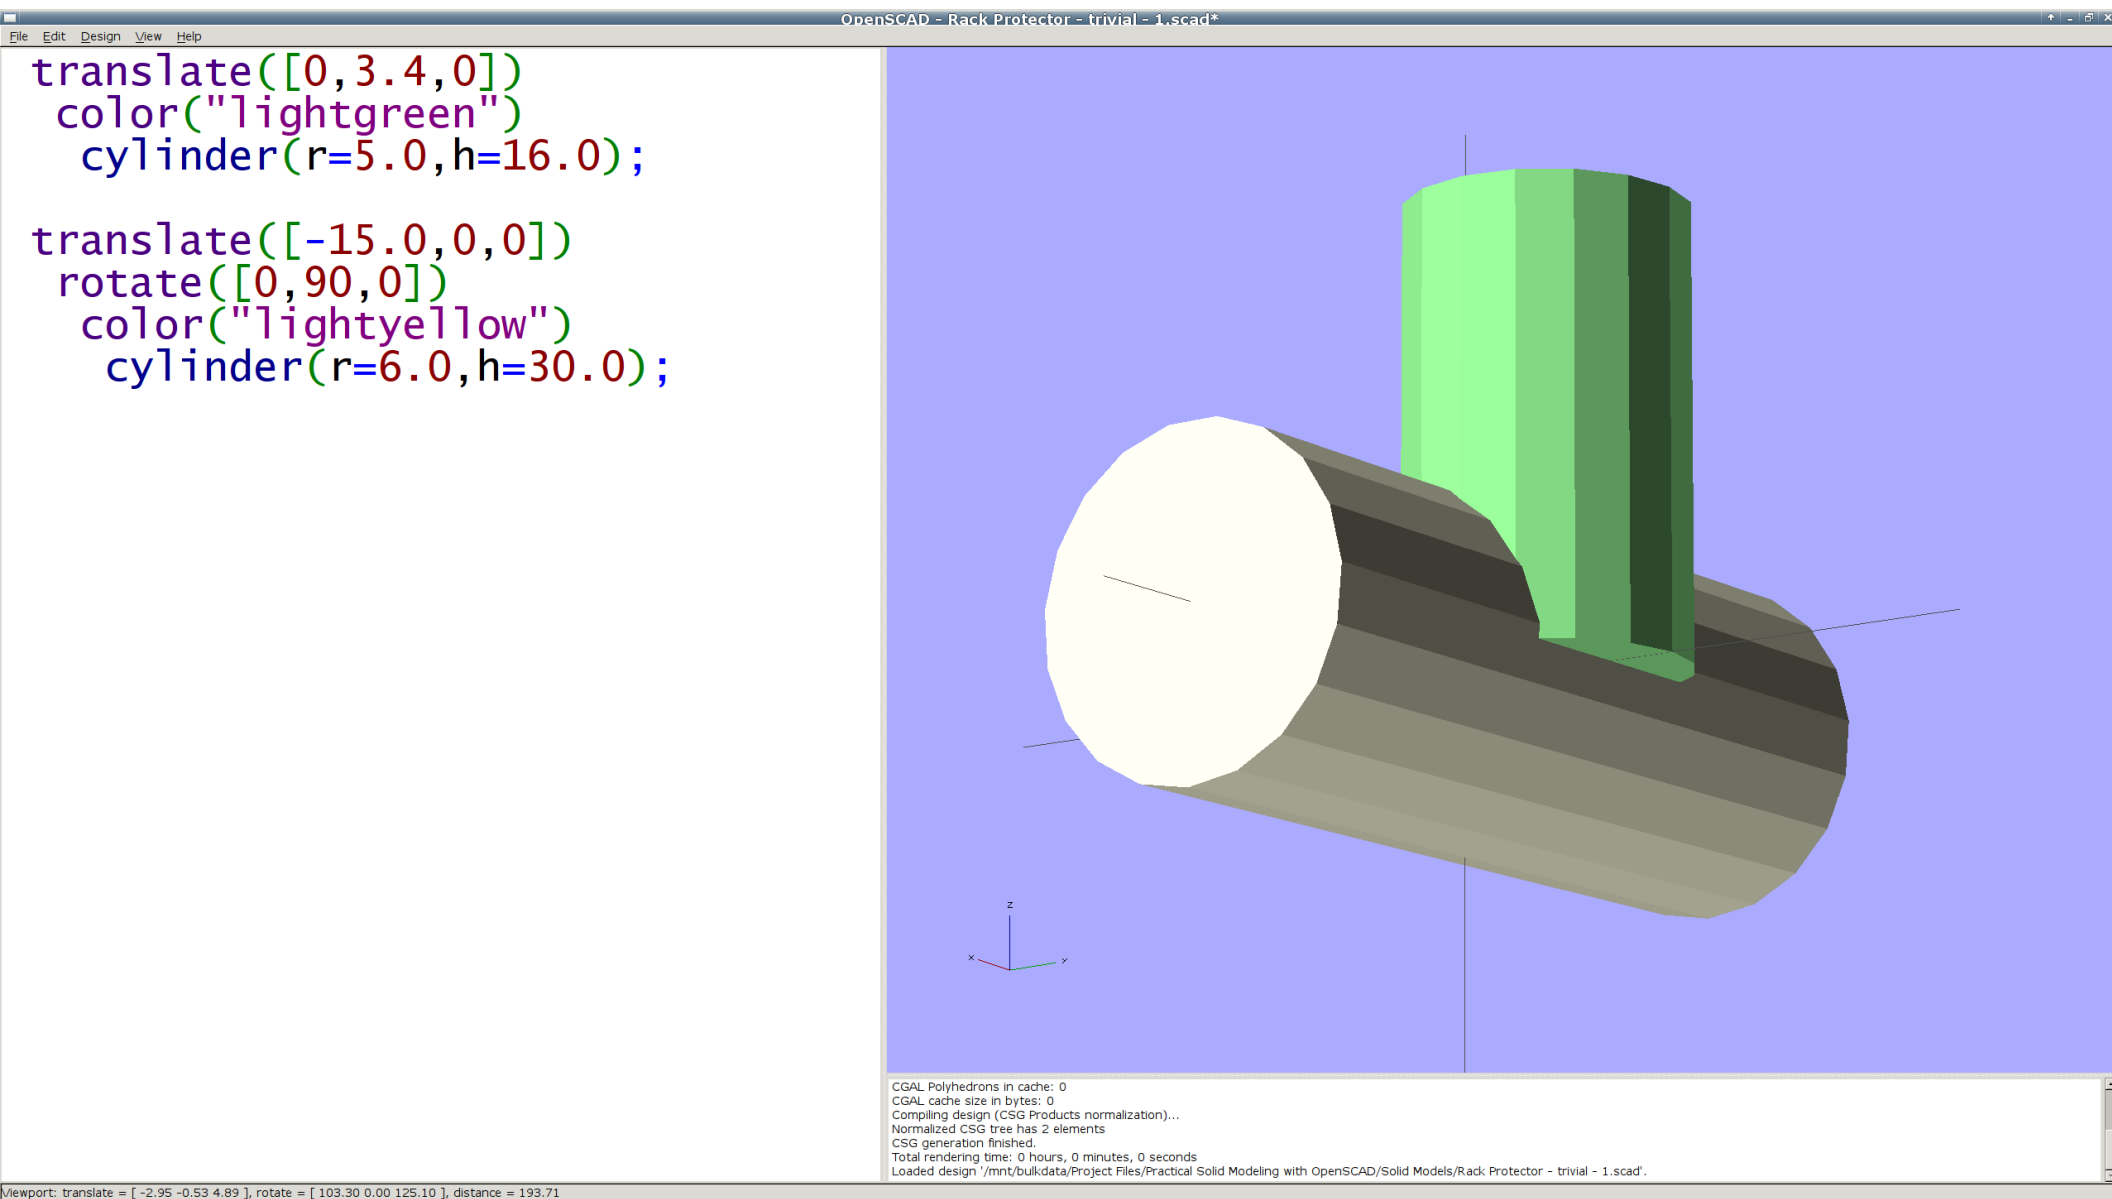 OpenSCAD - Rack Protector - trivial - 1.scad*
File Edit Design View Help
translate([0,3.4,0])
color("lightgreen")
cylinder(r=5.0,h=16.0);
translate([-15.0,0,0])
rotate([0,90,0])
color("lightyellow")
cylinder(r=6.0,h=30.0);
z
x
y
CGAL Polyhedrons in cache: 0
CGAL cache size in bytes: 0
Compiling design (CSG Products normalization)...
Normalized CSG tree has 2 elements
CSG generation finished.
Total rendering time: 0 hours, 0 minutes, 0 seconds
Loaded design '/mnt/bulkdata/Project Files/Practical Solid Modeling with OpenSCAD/Solid Models/Rack Protector - trivial - 1.scad'.
Viewport: translate = [ -2.95 -0.53 4.89 ], rotate = [ 103.30 0.00 125.10 ], distance = 193.71